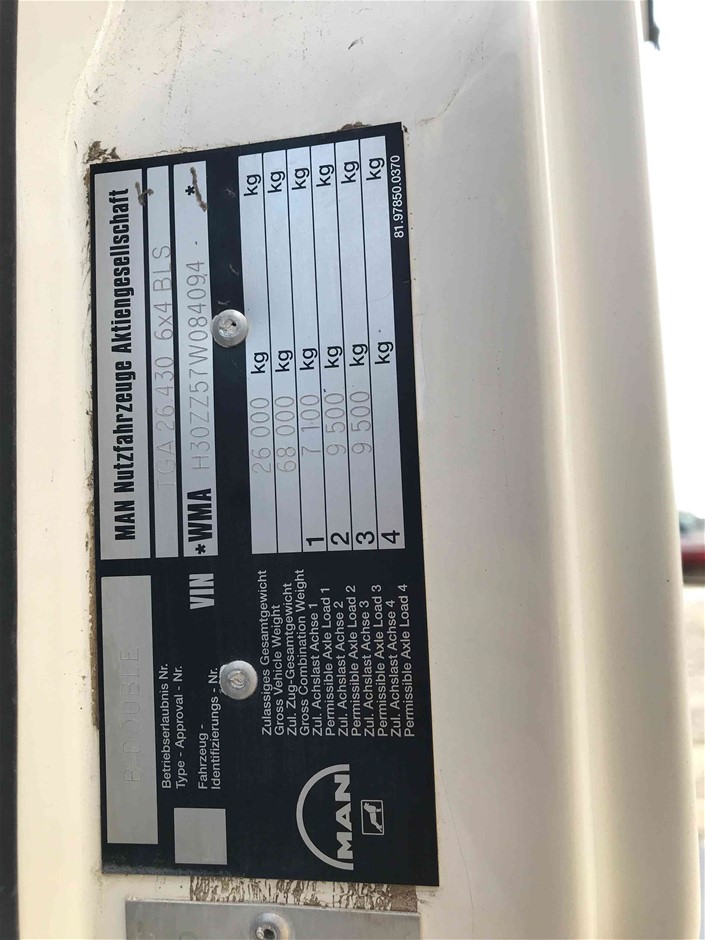 MAN Nutzfahrzeuge Aktiengesellschaft
TGA 26.430 6x4 BLS
Betriebserlaubnis Nr.
Type - Approval - Nr.
Fahrzeug -
Identifizierungs - Nr.
VIN *WMA H30ZZ57W084094 - *
Zulassiges Gesamtgewicht
Gross Vehicle Weight
26 000 kg kg
Zul. Zug-Gesamtgewicht
Gross Combination Weight
68 000 kg kg
Zul. Achslast Achse 1
Permissible Axle Load 1
1 7 100 kg kg
Zul. Achslast Achse 2
Permissible Axle Load 2
2 9 500 kg kg
Zul. Achslast Achse 3
Permissible Axle Load 3
3 9 500 kg kg
Zul. Achslast Achse 4
Permissible Axle Load 4
4 kg kg
MAN
81.97850.0370